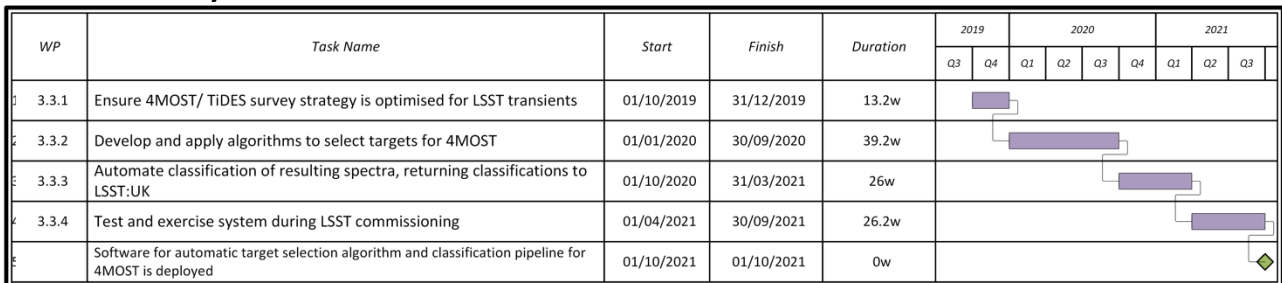 WP Task Name Start Finish Duration 2019 2020 2021
Q3 Q4 Q1 Q2 Q3 Q4 Q1 Q2 Q3
1 3.3.1 Ensure 4MOST/ TiDES survey strategy is optimised for LSST transients 01/10/2019 31/12/2019 13.2w
2 3.3.2 Develop and apply algorithms to select targets for 4MOST 01/01/2020 30/09/2020 39.2w
3.3.3 Automate classification of resulting spectra, returning classifications to
LSST:UK 01/10/2020 31/03/2021 26w
4 3.3.4 Test and exercise system during LSST commissioning 01/04/2021 30/09/2021 26.2w
Software for automatic target selection algorithm and classification pipeline for
4MOST is deployed 01/10/2021 01/10/2021 0w